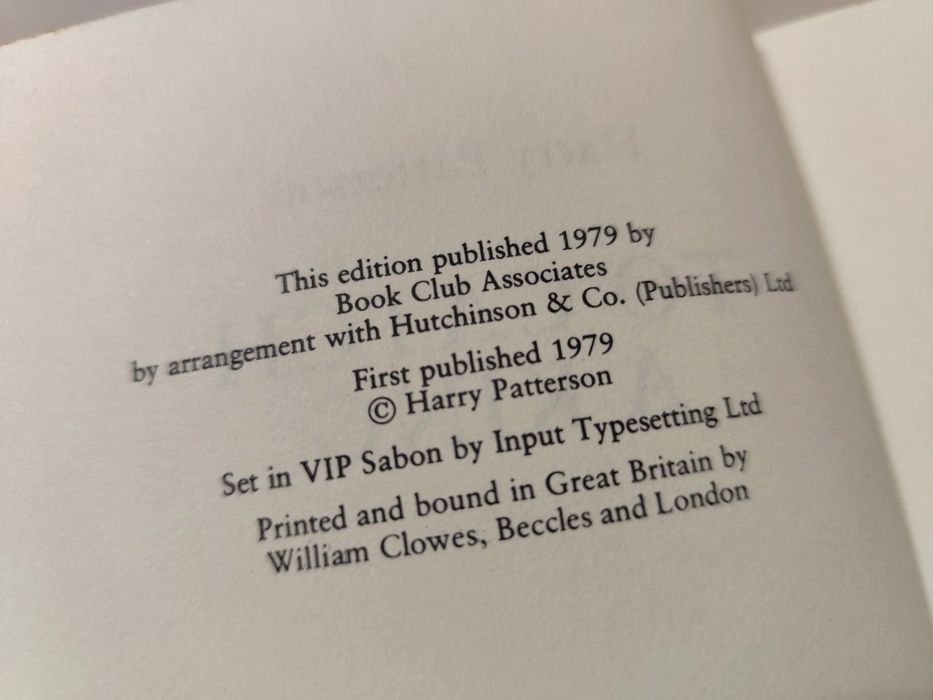 This edition published 1979 by
Book Club Associates
by arrangement with Hutchinson & Co. (Publishers) Ltd
First published 1979
© Harry Patterson
Set in VIP Sabon by Input Typesetting Ltd
Printed and bound in Great Britain by
William Clowes, Beccles and London